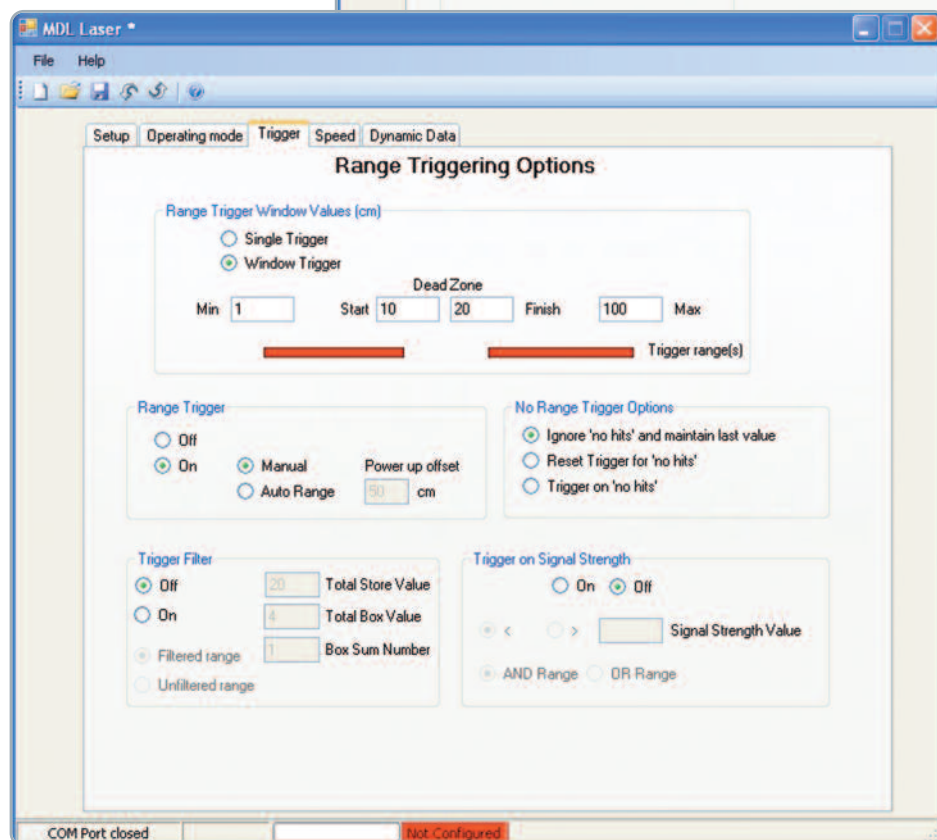 MDL Laser *
File Help
Setup Operating mode Trigger Speed Dynamic Data
Range Triggering Options
Range Trigger Window Values (cm)
Single Trigger
Window Trigger
Dead Zone
Min 1 Start 10 20 Finish 100 Max
Trigger range(s)
Range Trigger
Off
On Manual Power up offset
Auto Range 50 cm
No Range Trigger Options
Ignore 'no hits' and maintain last value
Reset Trigger for 'no hits'
Trigger on 'no hits'
Trigger Filter
Off 20 Total Store Value
On 4 Total Box Value
Filtered range 1 Box Sum Number
Unfiltered range
Trigger on Signal Strength
On Off
< > Signal Strength Value
AND Range OR Range
COM Port closed Not Configured